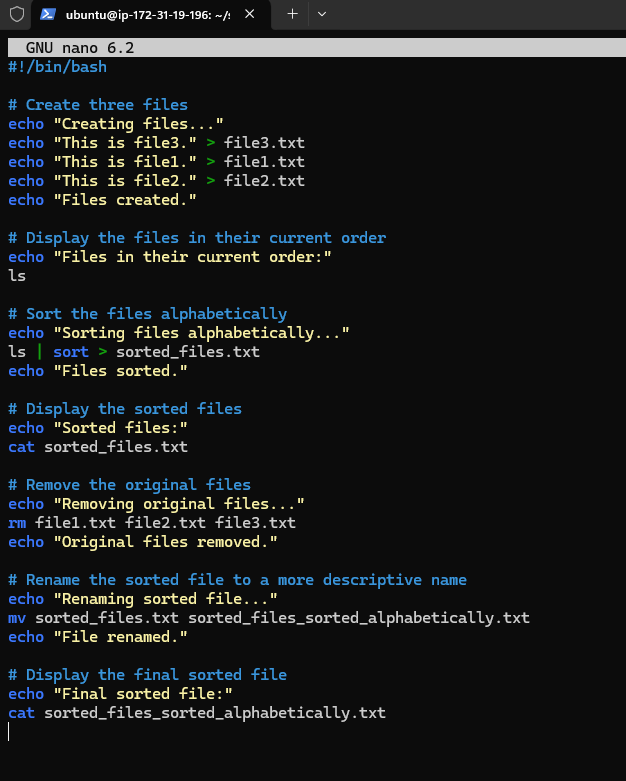 ubuntu@ip-172-31-19-196: ~/s
GNU nano 6.2
#!/bin/bash
# Create three files
echo "Creating files..."
echo "This is file3." > file3.txt
echo "This is file1." > file1.txt
echo "This is file2." > file2.txt
echo "Files created."
# Display the files in their current order
echo "Files in their current order:"
ls
# Sort the files alphabetically
echo "Sorting files alphabetically..."
ls | sort > sorted_files.txt
echo "Files sorted."
# Display the sorted files
echo "Sorted files:"
cat sorted_files.txt
# Remove the original files
echo "Removing original files..."
rm file1.txt file2.txt file3.txt
echo "Original files removed."
# Rename the sorted file to a more descriptive name
echo "Renaming sorted file..."
mv sorted_files.txt sorted_files_sorted_alphabetically.txt
echo "File renamed."
# Display the final sorted file
echo "Final sorted file:"
cat sorted_files_sorted_alphabetically.txt